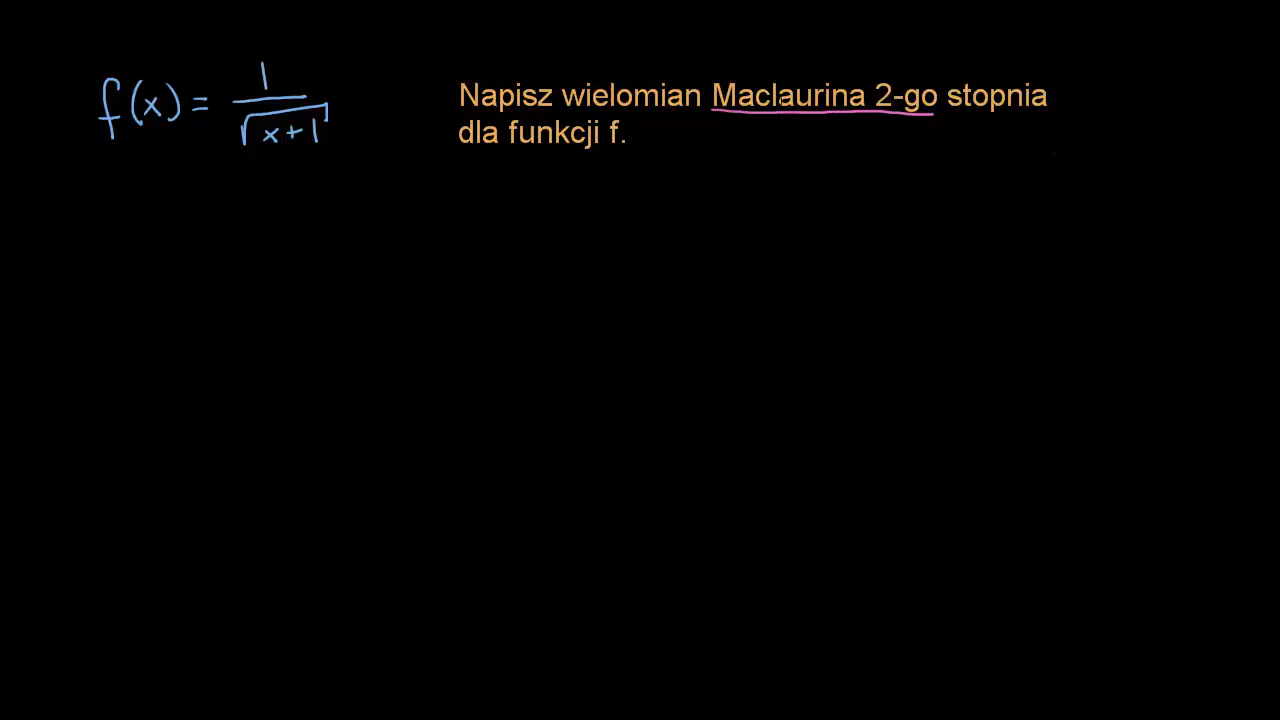 f(x) = 1/√(x+1)
Napisz wielomian Maclaurina 2-go stopnia
dla funkcji f.